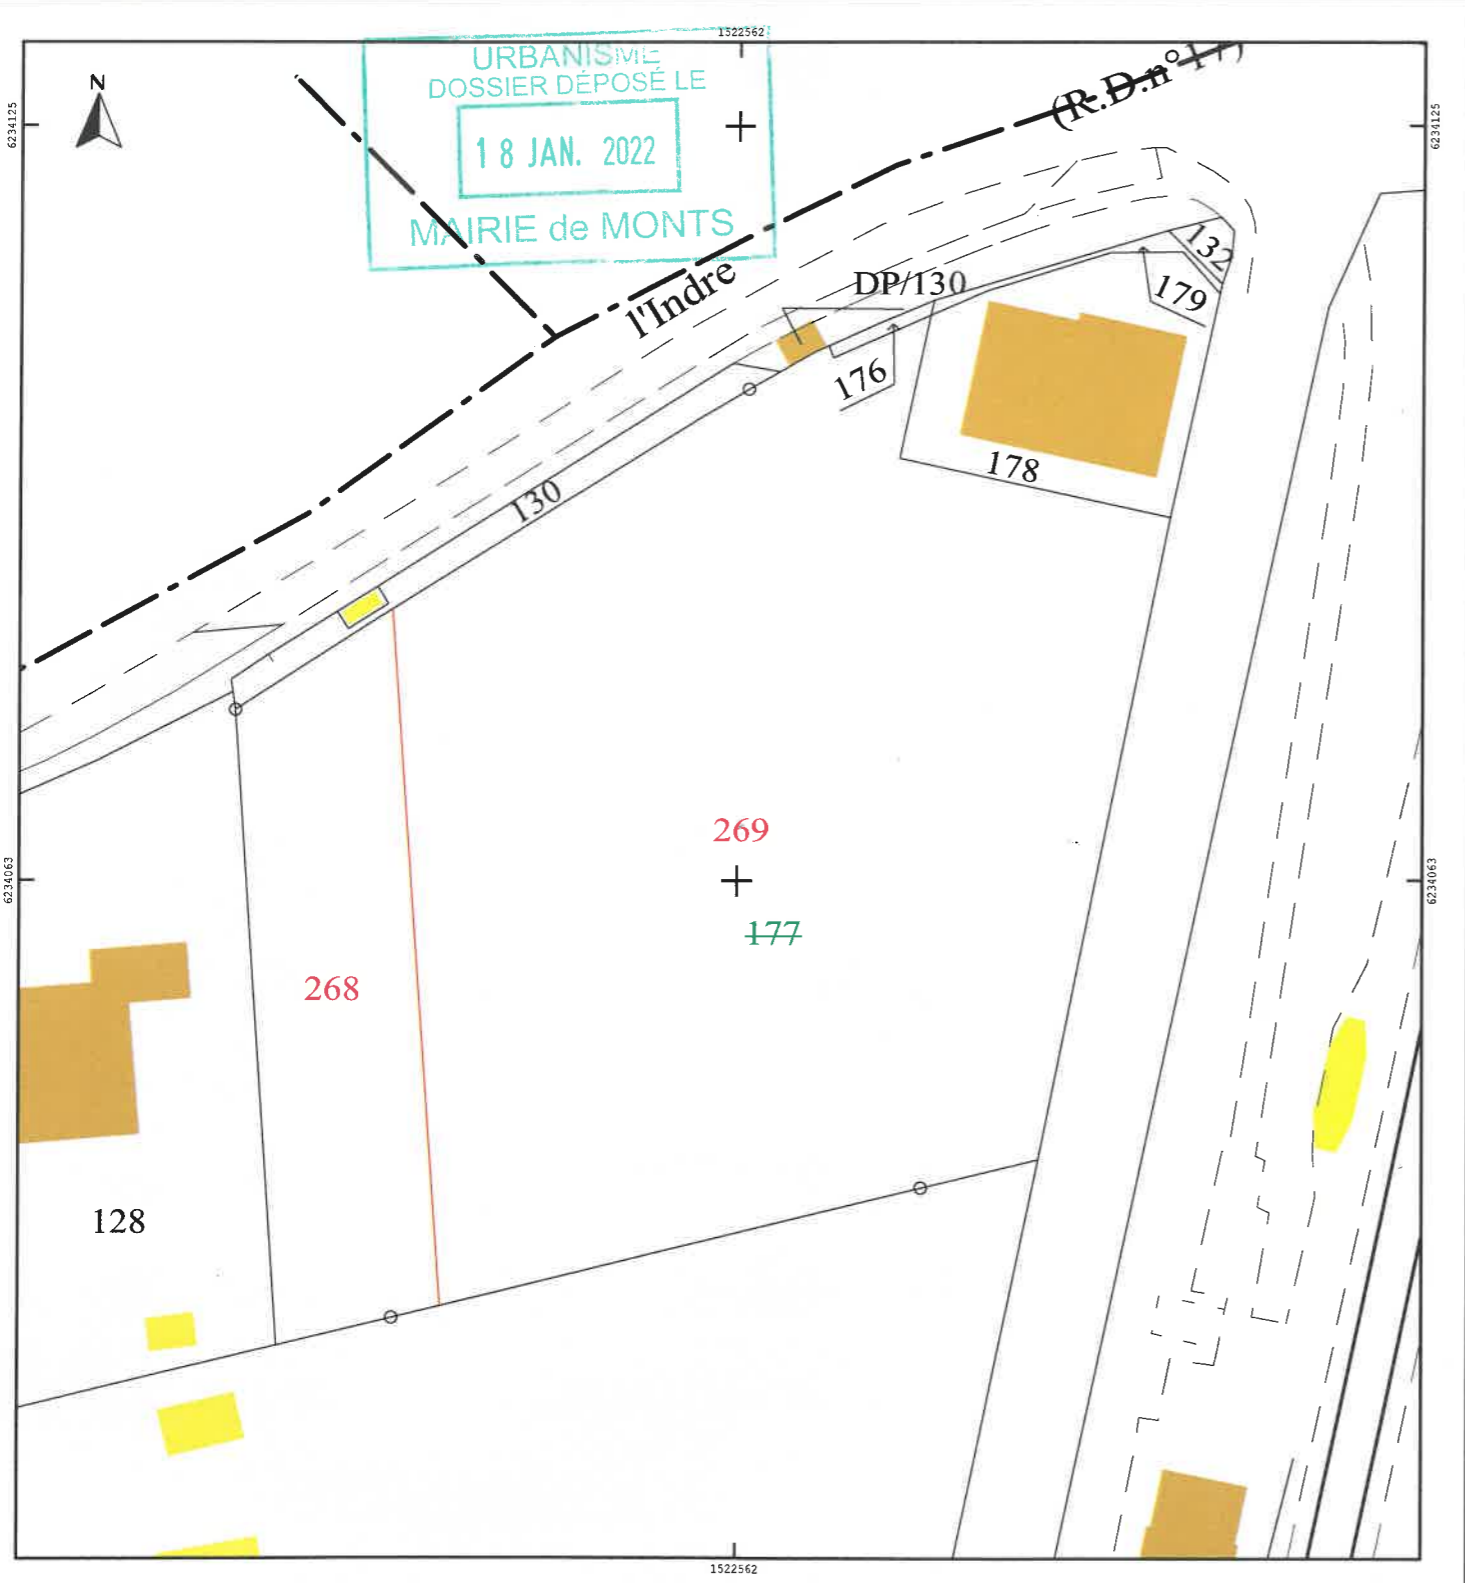 1522562
URBANISME
DOSSIER DÉPOSÉ LE
18 JAN. 2022
MAIRIE de MONTS
N
6234125
6234125
(R.D.n°17)
l'Indre
DP/130
132
179
176
178
130
269
6234063
6234063
177
268
128
1522562